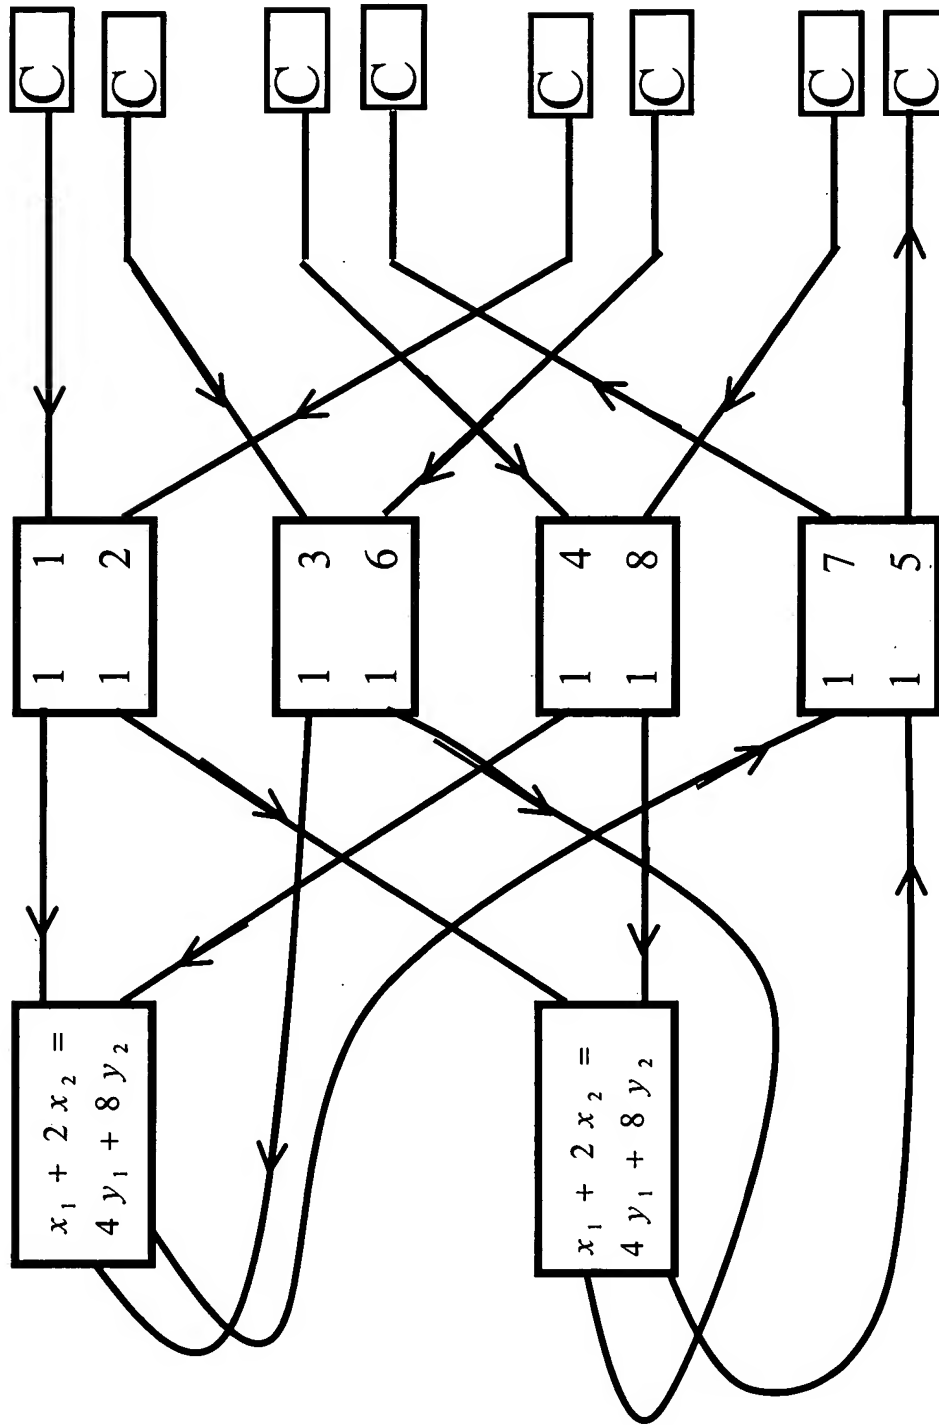 x₁ + 2 x₂ =
4 y₁ + 8 y₂
x₁ + 2 x₂ =
4 y₁ + 8 y₂
1 1
1 2
1 3
1 6
1 4
1 8
1 7
1 5
C
C
C
C
C
C
C
C